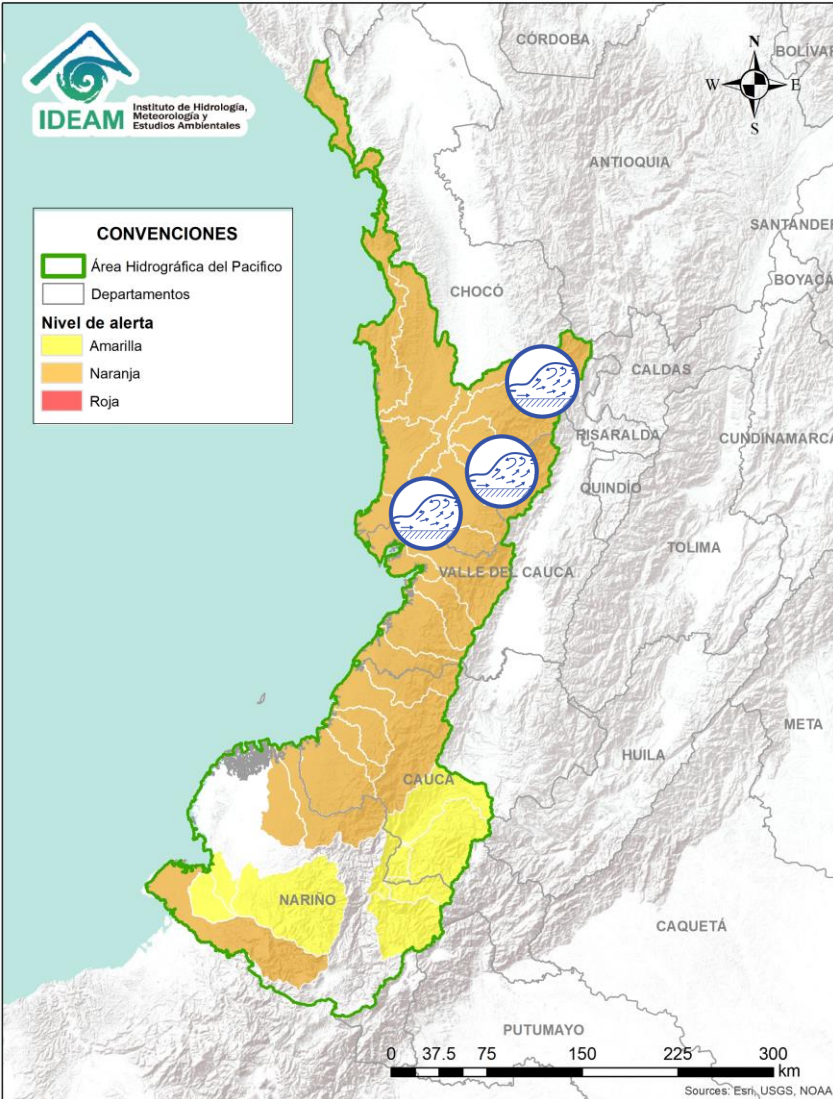 IDEAM
Instituto de Hidrología,
Meteorología y
Estudios Ambientales
N
W
E
S
CÓRDOBA
BOLÍVAR
ANTIOQUIA
SANTANDER
BOYACÁ
CHOCÓ
CALDAS
RISARALDA
CUNDINAMARCA
QUINDÍO
TOLIMA
VALLE DEL CAUCA
META
HUILA
CAUCA
NARIÑO
CAQUETÁ
PUTUMAYO
CONVENCIONES
Área Hidrográfica del Pacifico
Departamentos
Nivel de alerta
Amarilla
Naranja
Roja
0 37.5 75 150 225 300
km
Sources: Esri, USGS, NOAA